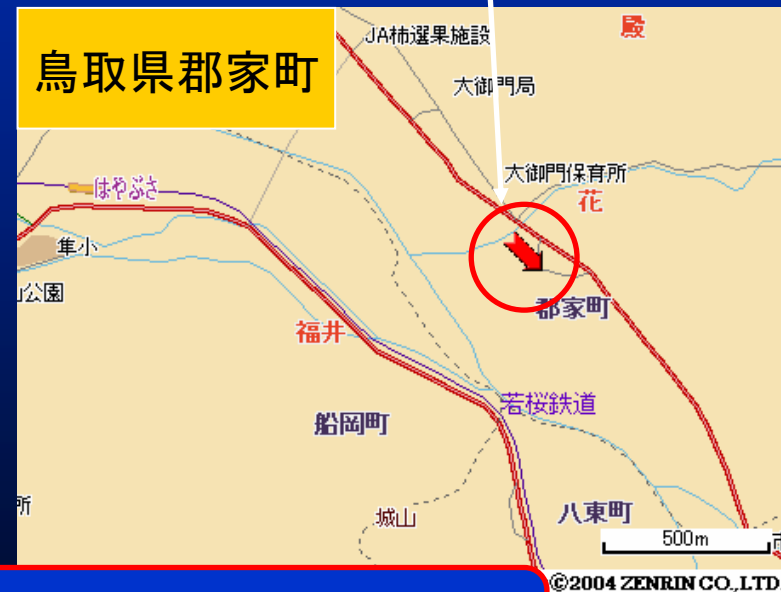 鳥取県郡家町
JA柿選果施設
殿
大御門局
大御門保育所
花
はやぶさ
隼小
公園
郡家町
福井
若桜鉄道
船岡町
所
城山
八東町
500m
©2004 ZENRIN CO.,LTD